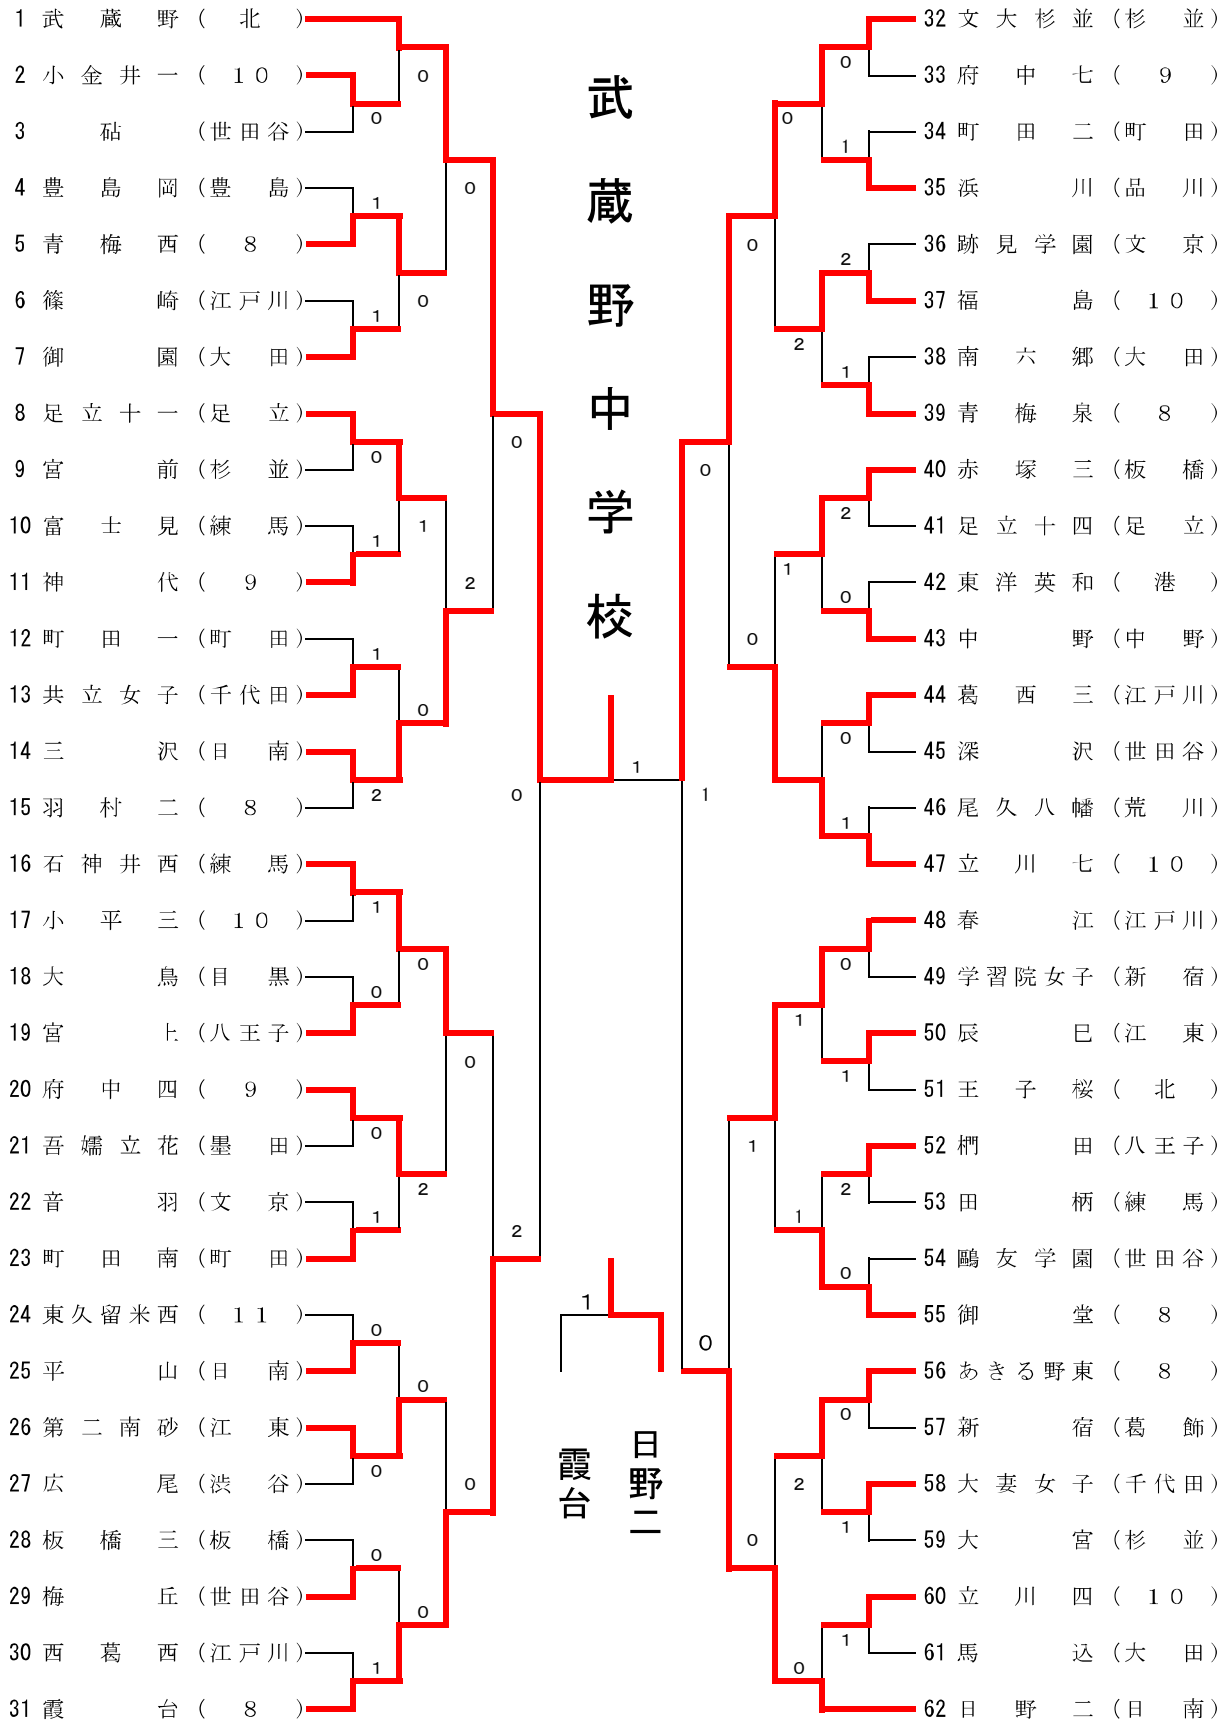 1 武蔵野 (北)
2 小金井一 (10)
3 砧 (世田谷)
4 豊島岡 (豊島)
5 青梅西 (8)
6 篠崎 (江戸川)
7 御園 (大田)
8 足立十一 (足立)
9 宮前 (杉並)
10 富士見 (練馬)
11 神代 (9)
12 町田一 (町田)
13 共立女子 (千代田)
14 三沢 (日南)
15 羽村二 (8)
16 石神井西 (練馬)
17 小平三 (10)
18 大鳥 (目黒)
19 宮上 (八王子)
20 府中四 (9)
21 吾嬬立花 (墨田)
22 音羽 (文京)
23 町田南 (町田)
24 東久留米西 (11)
25 平山 (日南)
26 第二南砂 (江東)
27 広尾 (渋谷)
28 板橋三 (板橋)
29 梅丘 (世田谷)
30 西葛西 (江戸川)
31 霞台 (8)
0
0
1
1
0
1
1
2
1
0
0
1
0
0
0
1
0
0
1
0
0
2
0
0
0
2
0
0
0
2
0
武蔵野中学校
1
1
霞台
日野二
0
1
0
0
1
0
0
1
1
0
2
1
1
0
2
0
1
2
1
2
0
0
1
0
1
2
0
0
1
0
1
32 文大杉並 (杉並)
33 府中七 (9)
34 町田二 (町田)
35 浜川 (品川)
36 跡見学園 (文京)
37 福島 (10)
38 南六郷 (大田)
39 青梅泉 (8)
40 赤塚三 (板橋)
41 足立十四 (足立)
42 東洋英和 (港)
43 中野 (中野)
44 葛西三 (江戸川)
45 深沢 (世田谷)
46 尾久八幡 (荒川)
47 立川七 (10)
48 春江 (江戸川)
49 学習院女子 (新宿)
50 辰巳 (江東)
51 王子桜 (北)
52 椚田 (八王子)
53 田柄 (練馬)
54 鷗友学園 (世田谷)
55 御堂 (8)
56 あきる野東 (8)
57 新宿 (葛飾)
58 大妻女子 (千代田)
59 大宮 (杉並)
60 立川四 (10)
61 馬込 (大田)
62 日野二 (日南)